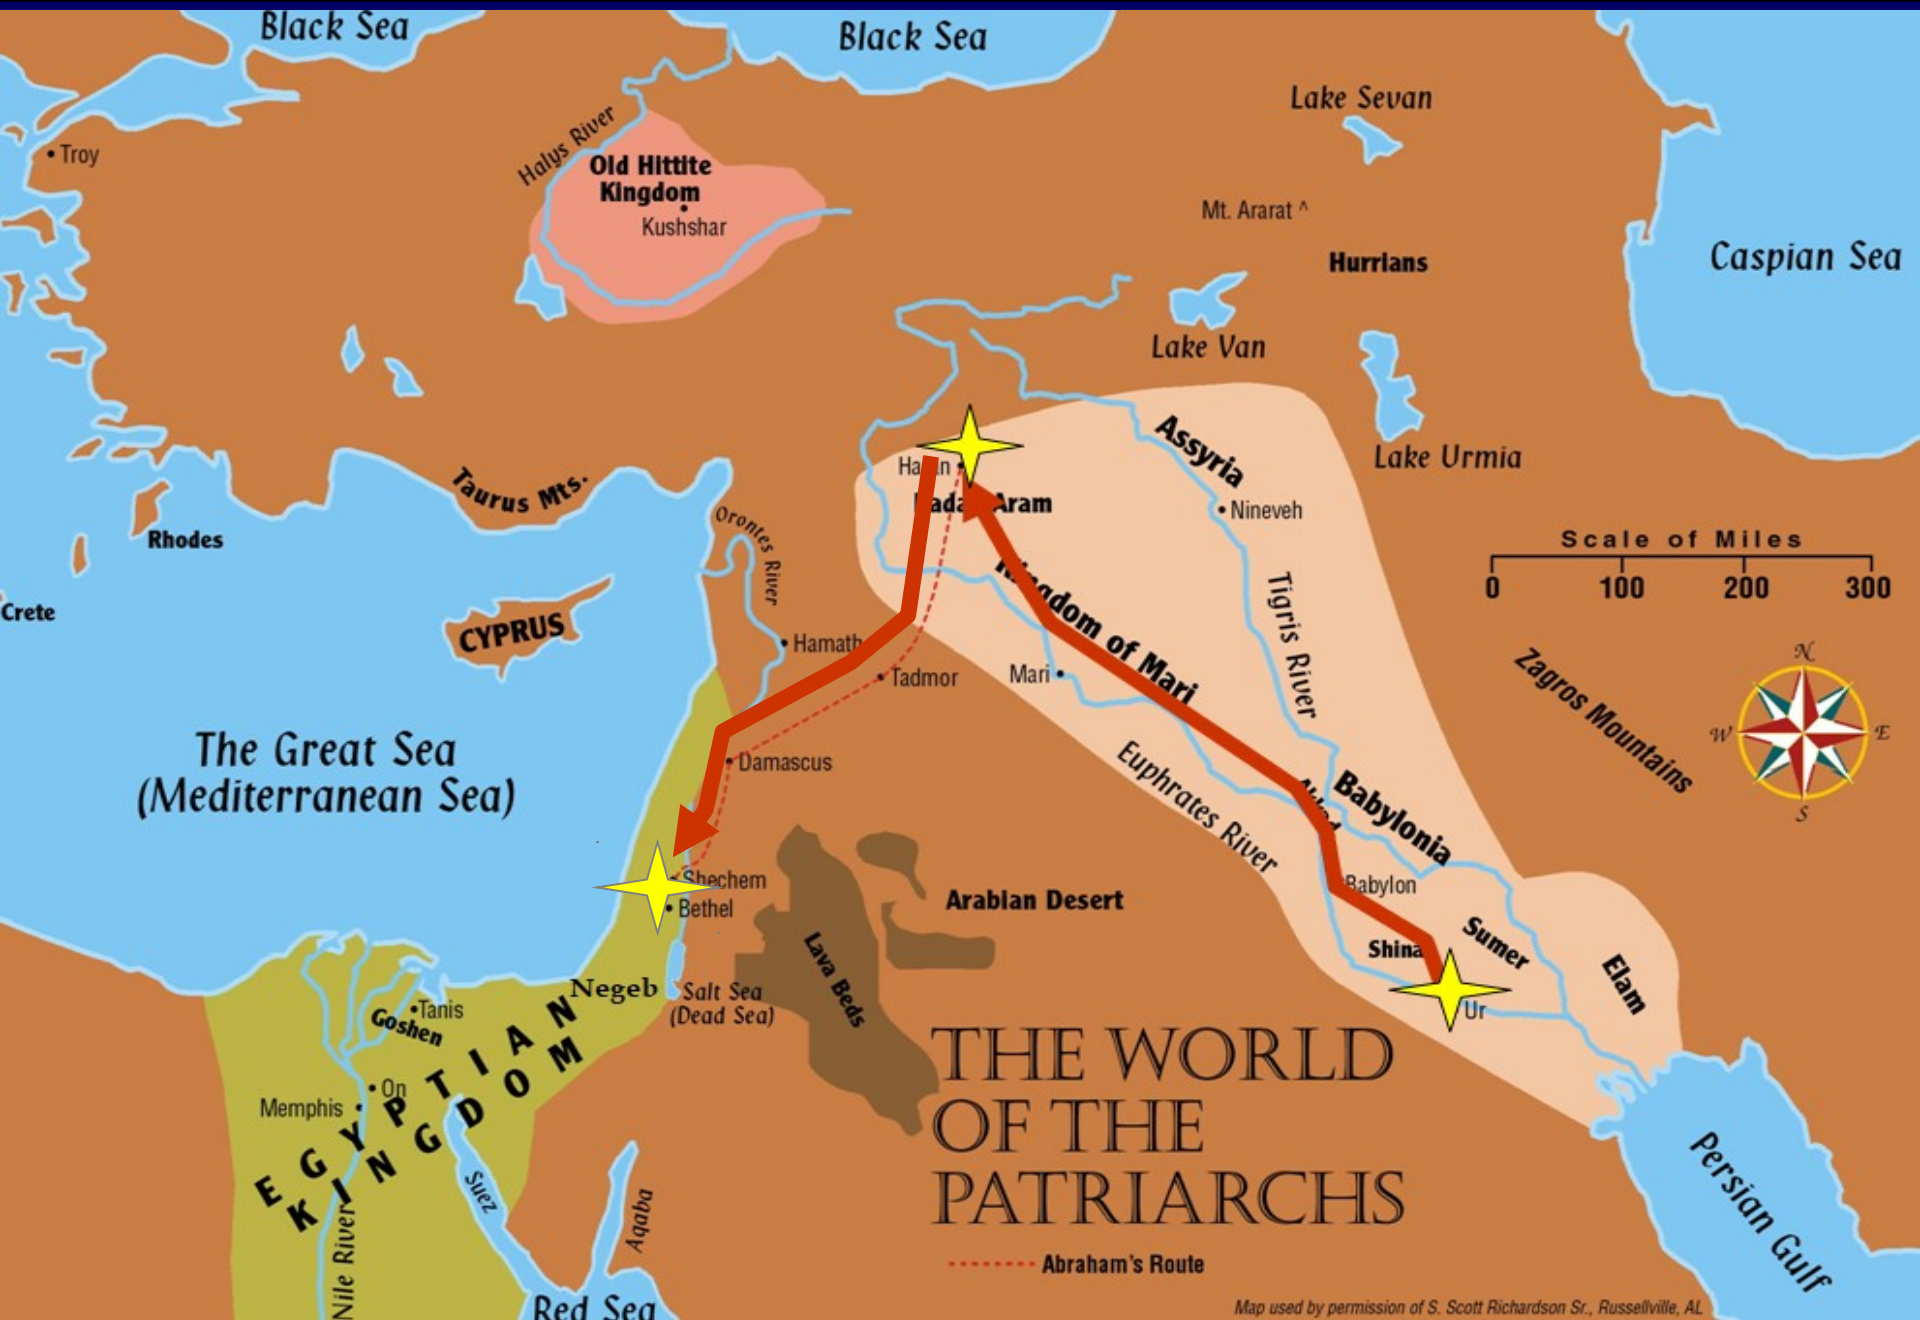 Black Sea
Black Sea
Lake Sevan
Halys River
Troy
Old Hittite
Kingdom
Kushshar
Mt. Ararat ^
Hurrians
Caspian Sea
Lake Van
Assyria
Lake Urmia
Taurus Mts.
Aram
Nineveh
Orontes River
Rhodes
Scale of Miles
0 100 200 300
Crete
CYPRUS
Kingdom of Mari
Tigris River
Hamath
Mari
Tadmor
N
W
E
S
Zagros Mountains
The Great Sea
(Mediterranean Sea)
Damascus
Euphrates River
Babylonia
Shechem
Babylon
Bethel
Arabian Desert
Lava Beds
Sumer
Shina
Elam
Negeb
Salt Sea
(Dead Sea)
Tanis
Goshen
Ur
EGYPTIAN
KINGDOM
On
Memphis
THE WORLD
OF THE
PATRIARCHS
Suez
Aqaba
Nile River
Persian Gulf
Abraham's Route
Red Sea
Map used by permission of S. Scott Richardson Sr., Russellville, AL